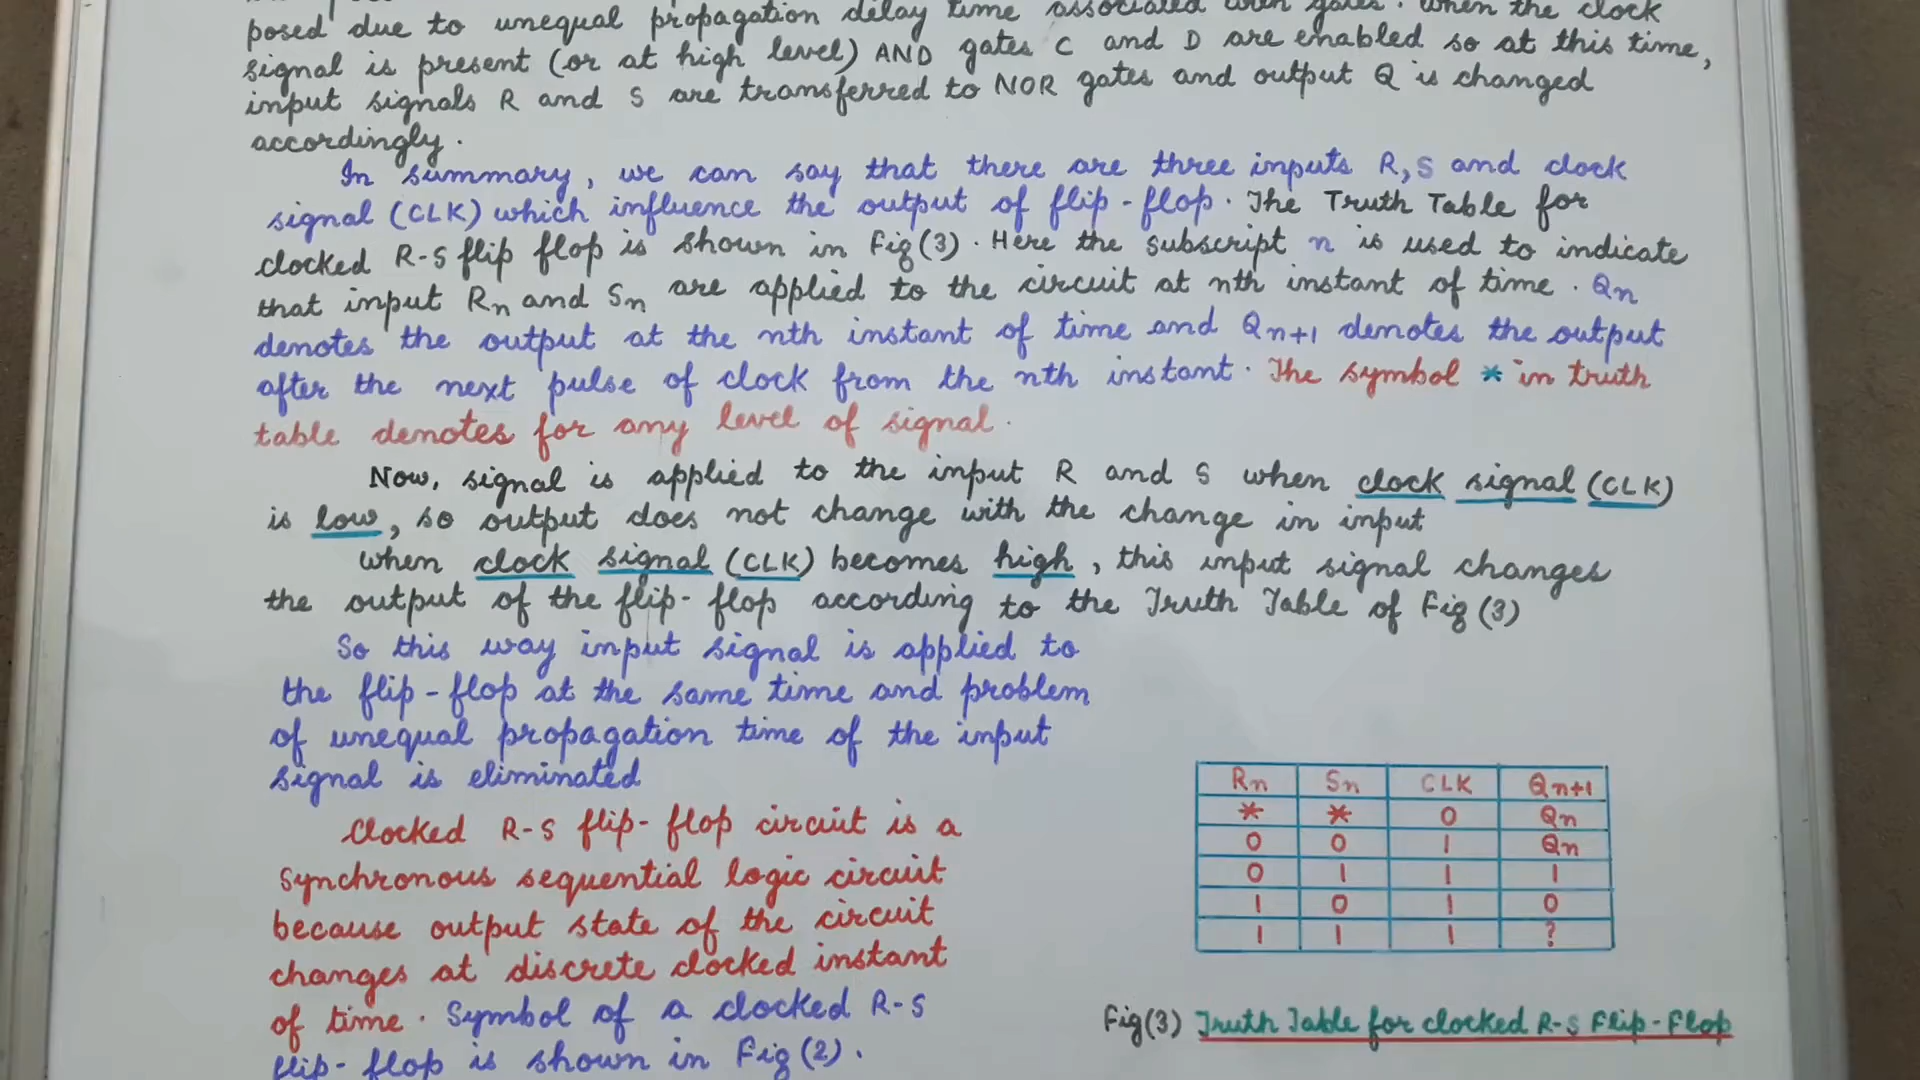 posed due to unequal propagation delay time associated with gates. When the clock
signal is present (or at high level) AND gates C and D are enabled so at this time,
input signals R and S are transferred to NOR gates and output Q is changed
accordingly.
In summary, we can say that there are three inputs R, S and clock
signal (CLK) which influence the output of flip-flop. The Truth Table for
clocked R-S flip flop is shown in Fig (3). Here the subscript n is used to indicate
that input Rn and Sn are applied to the circuit at nth instant of time. Qn
denotes the output at the nth instant of time and Qn+1 denotes the output
after the next pulse of clock from the nth instant. The symbol * in truth
table denotes for any level of signal.
Now, signal is applied to the input R and S when clock signal (CLK)
is low, so output does not change with the change in input
when clock signal (CLK) becomes high, this input signal changes
the output of the flip-flop according to the Truth Table of Fig (3)
So this way input signal is applied to
the flip-flop at the same time and problem
of unequal propagation time of the input
signal is eliminated
Clocked R-S flip-flop circuit is a
synchronous sequential logic circuit
because output state of the circuit
changes at discrete clocked instant
of time. Symbol of a clocked R-S
flip-flop is shown in Fig (2).
Rn Sn CLK Qn+1
* * 0 Qn
0 0 1 Qn
0 1 1 1
1 0 1 0
1 1 1 ?
Fig (3) Truth Table for clocked R-S Flip-Flop